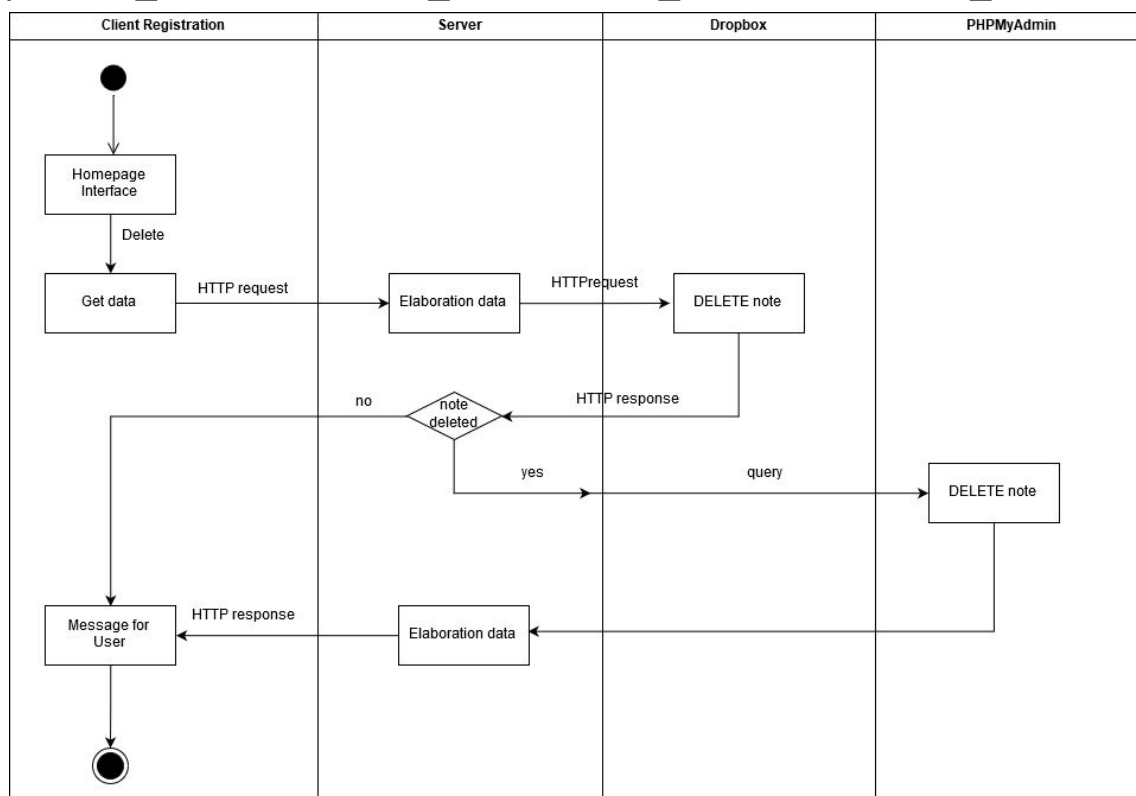 Client Registration
Server
Dropbox
PHPMyAdmin
Homepage
Interface
Delete
Get data
HTTP request
Elaboration data
HTTPrequest
DELETE note
HTTP response
note
deleted
no
yes
query
DELETE note
Elaboration data
HTTP response
Message for
User